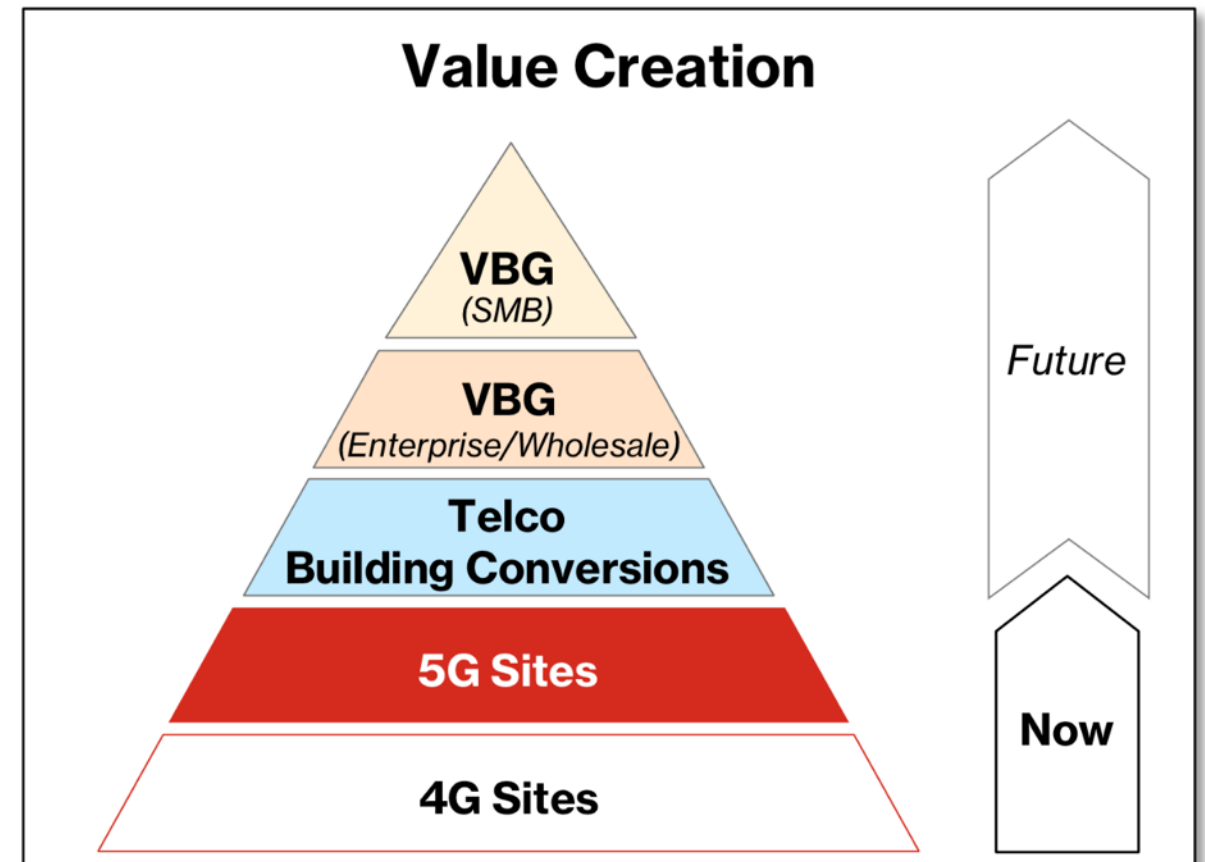 Value Creation
VBG
(SMB)
VBG
(Enterprise/Wholesale)
Telco
Building Conversions
5G Sites
4G Sites
Future
Now